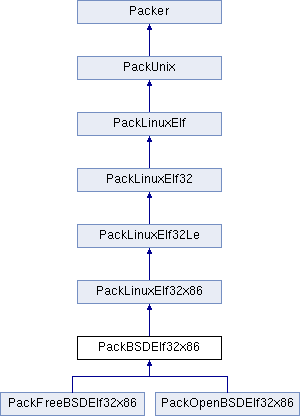 Packer
PackUnix
PackLinuxElf
PackLinuxElf32
PackLinuxElf32Le
PackLinuxElf32x86
PackBSDElf32x86
PackFreeBSDElf32x86
PackOpenBSDElf32x86